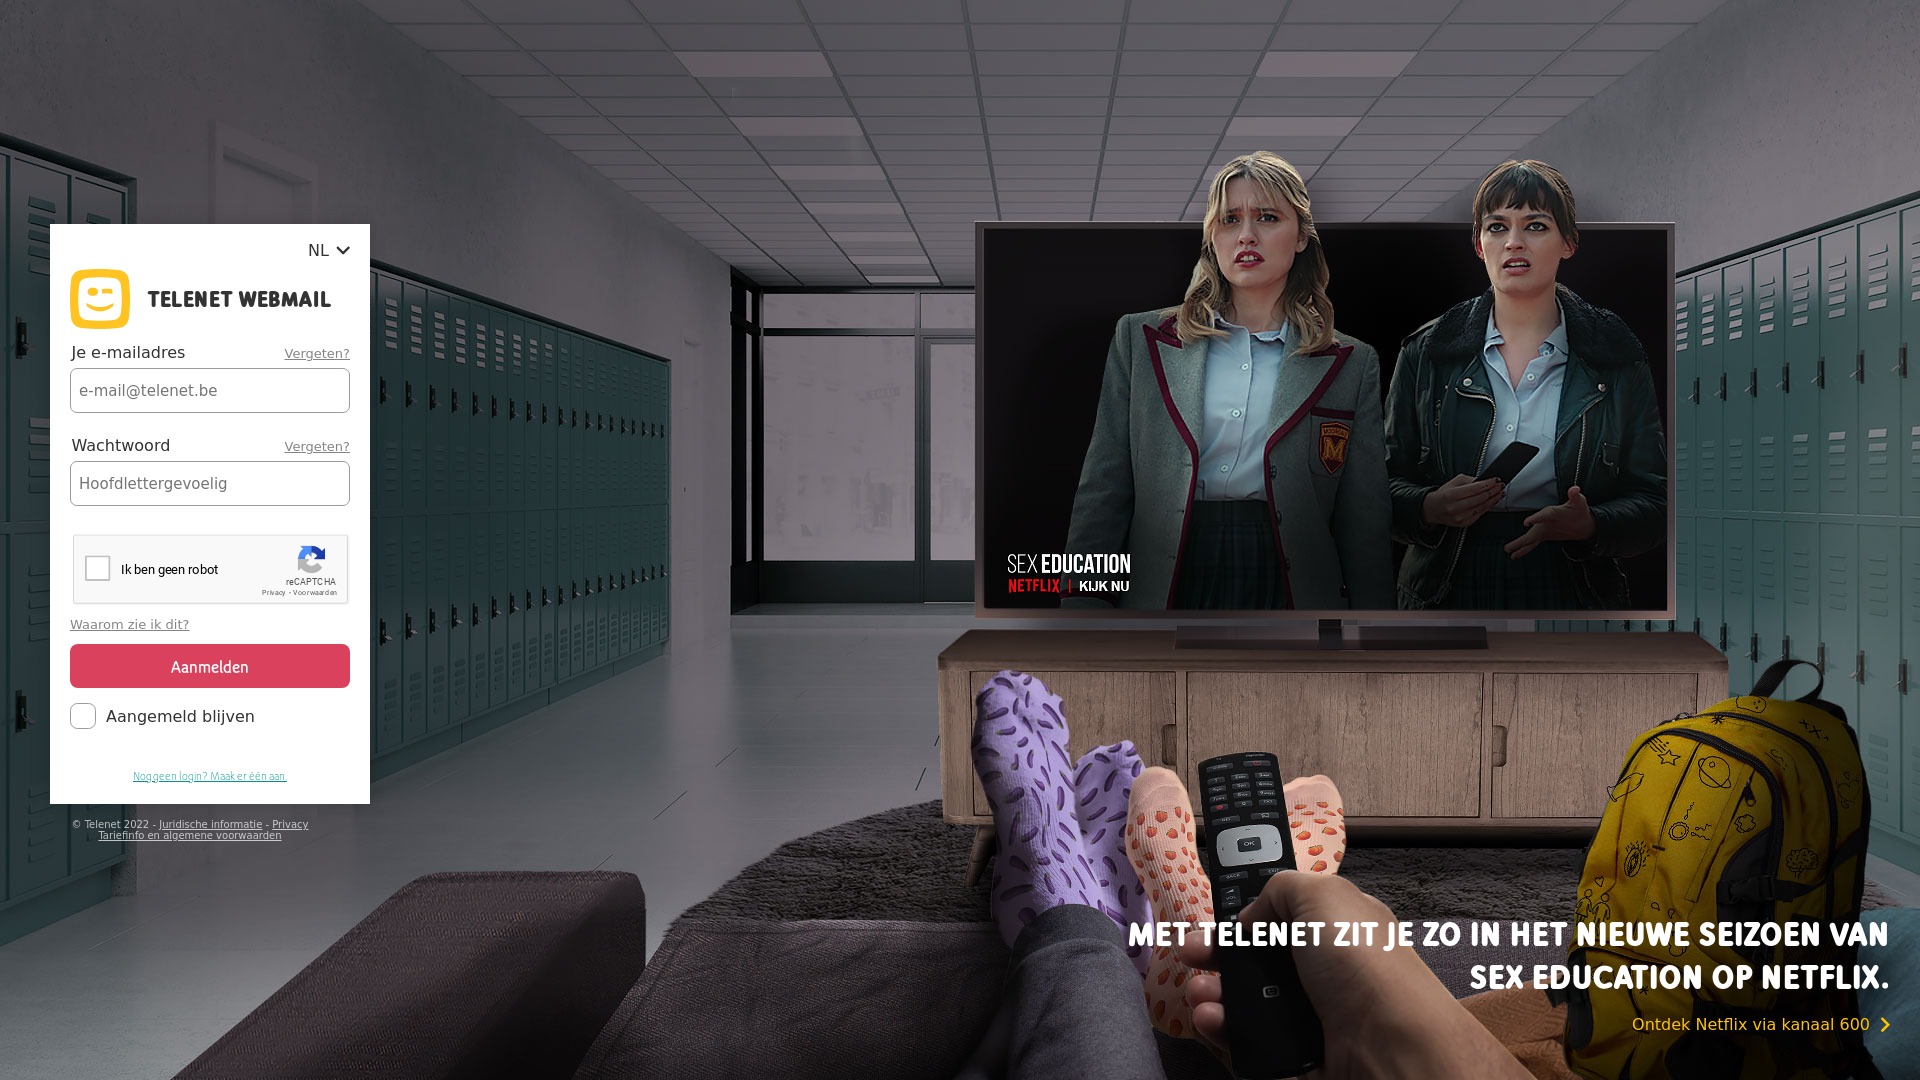 NL
TELENET WEBMAIL
Je e-mailadres Vergeten?
e-mail@telenet.be
Wachtwoord Vergeten?
Hoofdlettergevoelig
Ik ben geen robot
reCAPTCHA
Privacy - Voorwaarden
Waarom zie ik dit?
Aanmelden
Aangemeld blijven
Nog geen login? Maak er één aan.
© Telenet 2022 - Juridische informatie - Privacy
Tariefinfo en algemene voorwaarden
SEX EDUCATION
NETFLIX | KIJK NU
M
OK
BACK
MET TELENET ZIT JE ZO IN HET NIEUWE SEIZOEN VAN
SEX EDUCATION OP NETFLIX.
Ontdek Netflix via kanaal 600